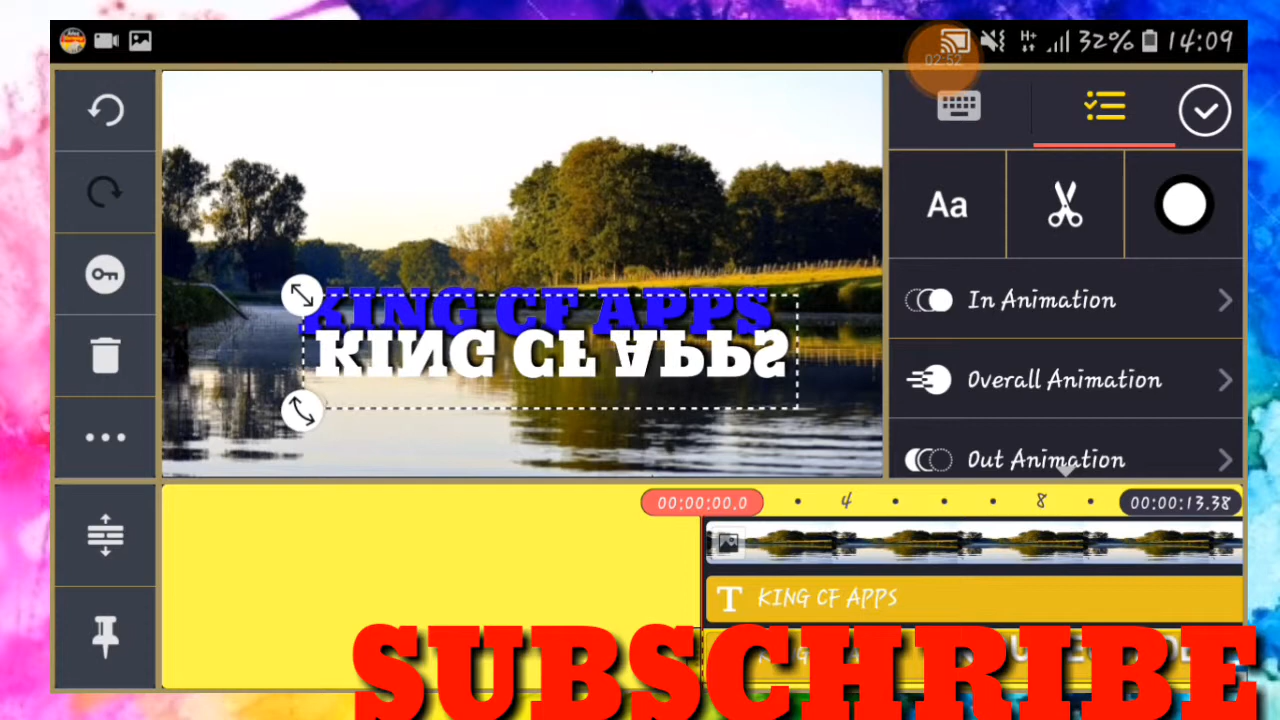 02:52 H+ 32% 14:09
Aa
In Animation
KING CF APPS
KING CF APPS
Overall Animation
Out Animation
00:00:00.0 4 8 00:00:13.38
T KING CF APPS
SUBSCHRIBE